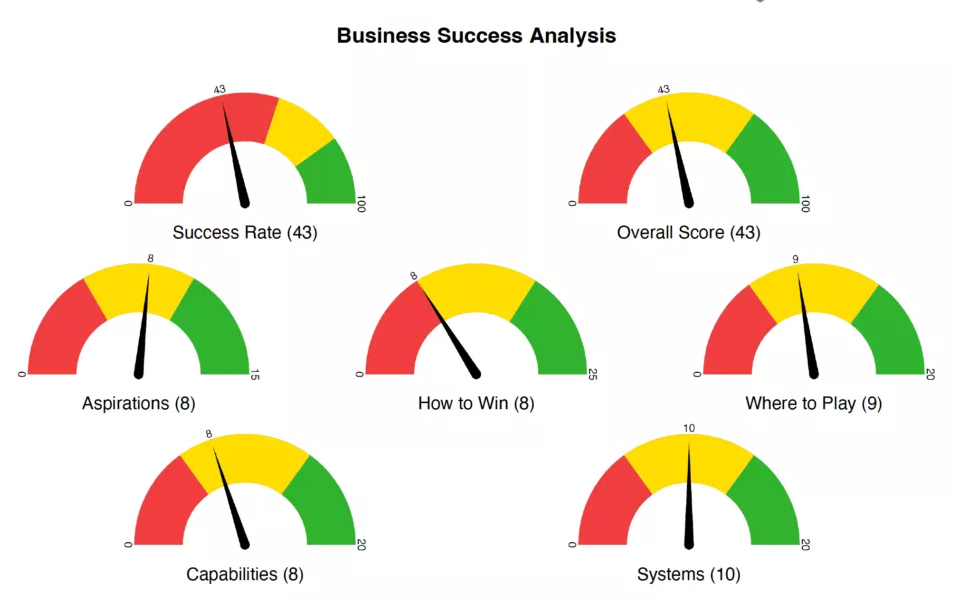 Business Success Analysis
43
0
100
Success Rate (43)
43
0
100
Overall Score (43)
8
0
15
Aspirations (8)
8
0
25
How to Win (8)
9
0
20
Where to Play (9)
8
0
20
Capabilities (8)
10
0
20
Systems (10)